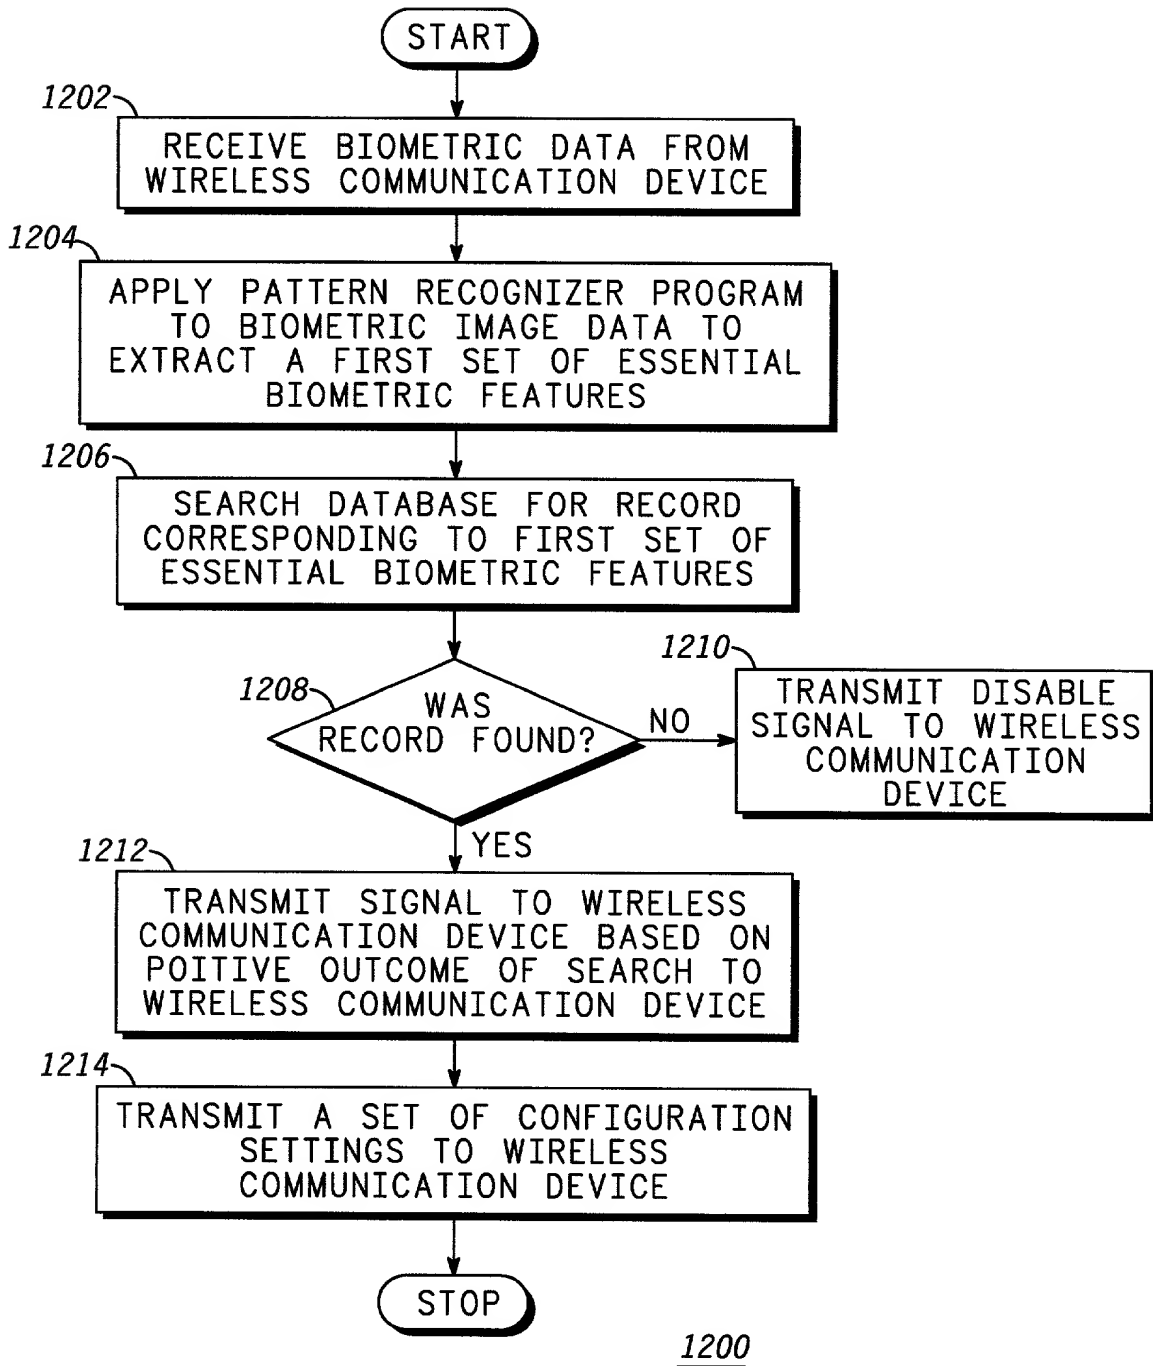 START
1202
RECEIVE BIOMETRIC DATA FROM
WIRELESS COMMUNICATION DEVICE
1204
APPLY PATTERN RECOGNIZER PROGRAM
TO BIOMETRIC IMAGE DATA TO
EXTRACT A FIRST SET OF ESSENTIAL
BIOMETRIC FEATURES
1206
SEARCH DATABASE FOR RECORD
CORRESPONDING TO FIRST SET OF
ESSENTIAL BIOMETRIC FEATURES
1208
WAS
RECORD FOUND?
NO
1210
TRANSMIT DISABLE
SIGNAL TO WIRELESS
COMMUNICATION
DEVICE
YES
1212
TRANSMIT SIGNAL TO WIRELESS
COMMUNICATION DEVICE BASED ON
POITIVE OUTCOME OF SEARCH TO
WIRELESS COMMUNICATION DEVICE
1214
TRANSMIT A SET OF CONFIGURATION
SETTINGS TO WIRELESS
COMMUNICATION DEVICE
STOP
1200